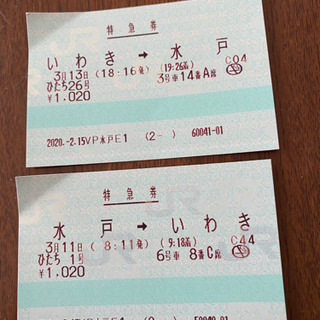 特急券
いわき → 水戸
3月13日 (18:16発) (19:26着) C04
ひたち26号 3号車14番A席
¥1,020
2020.-2.15VP水戸E1 (2- ) 60041-01
特急券
水戸 → いわき
3月11日 ( 8:11発) (9:18着) C44
ひたち 1号 6号車 8番C席
¥1,020
(2- )